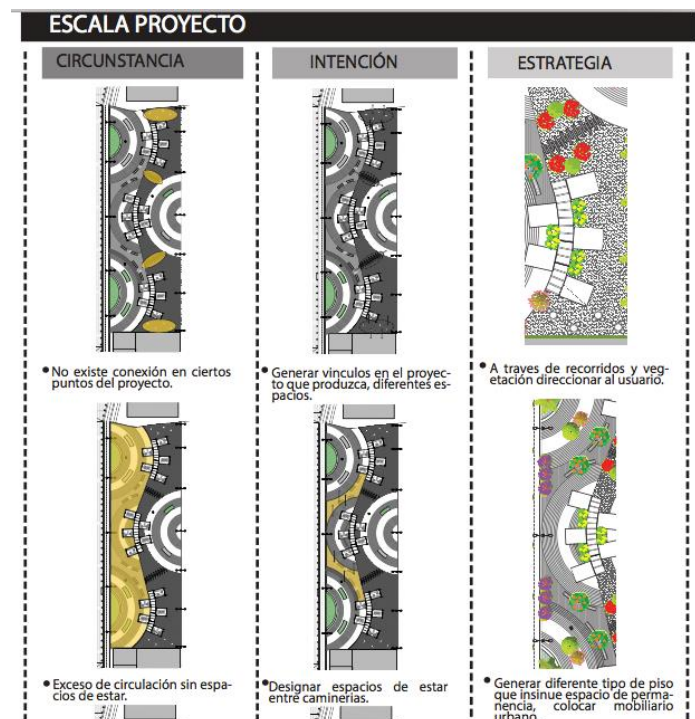 ESCALA PROYECTO
CIRCUNSTANCIA
INTENCIÓN
ESTRATEGIA
• No existe conexión en ciertos
puntos del proyecto.
• Generar vinculos en el proyec-
to que produzca, diferentes es-
pacios.
• A traves de recorridos y veg-
etación direccionar al usuario.
• Exceso de circulación sin espa-
cios de estar.
• Designar espacios de estar
entre caminerias.
• Generar diferente tipo de piso
que insinue espacio de perma-
nencia, colocar mobiliario
urbano.